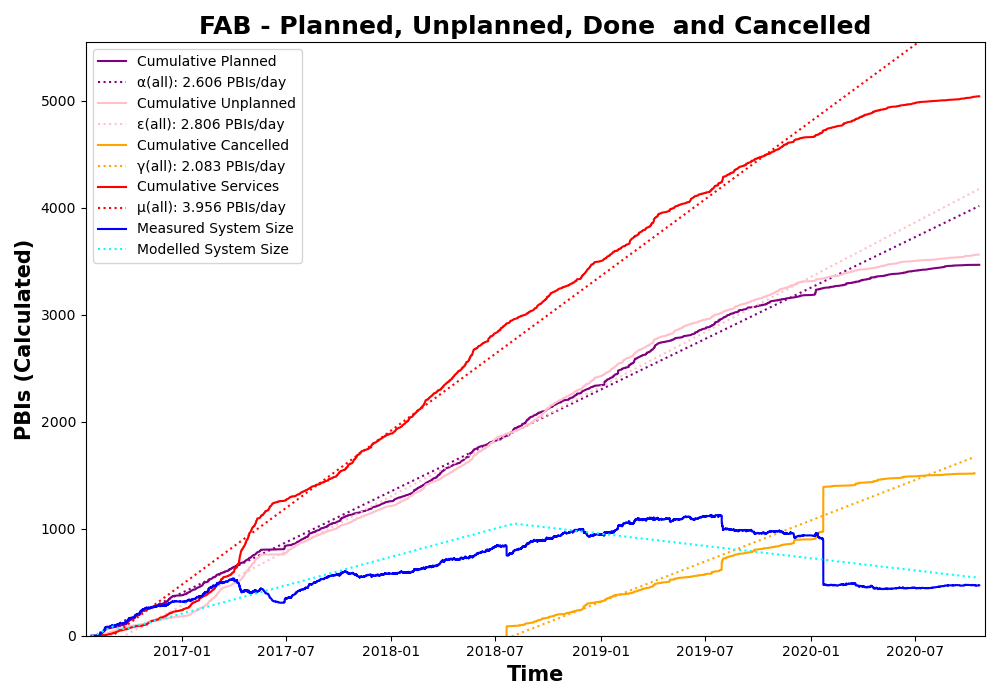 FAB - Planned, Unplanned, Done  and Cancelled
Cumulative Planned
α(all): 2.606 PBIs/day
Cumulative Unplanned
ε(all): 2.806 PBIs/day
Cumulative Cancelled
γ(all): 2.083 PBIs/day
Cumulative Services
μ(all): 3.956 PBIs/day
Measured System Size
Modelled System Size
PBIs (Calculated)
5000
4000
3000
2000
1000
0
2017-01 2017-07 2018-01 2018-07 2019-01 2019-07 2020-01 2020-07
Time